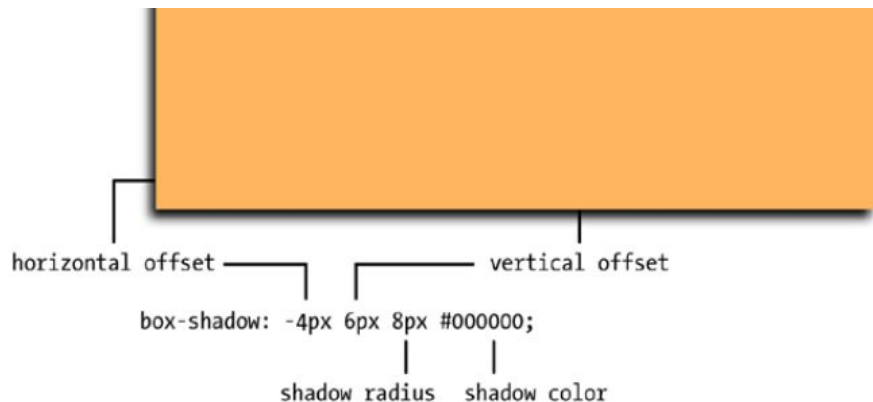 horizontal offset vertical offset
box-shadow: -4px 6px 8px #000000;
shadow radius shadow color